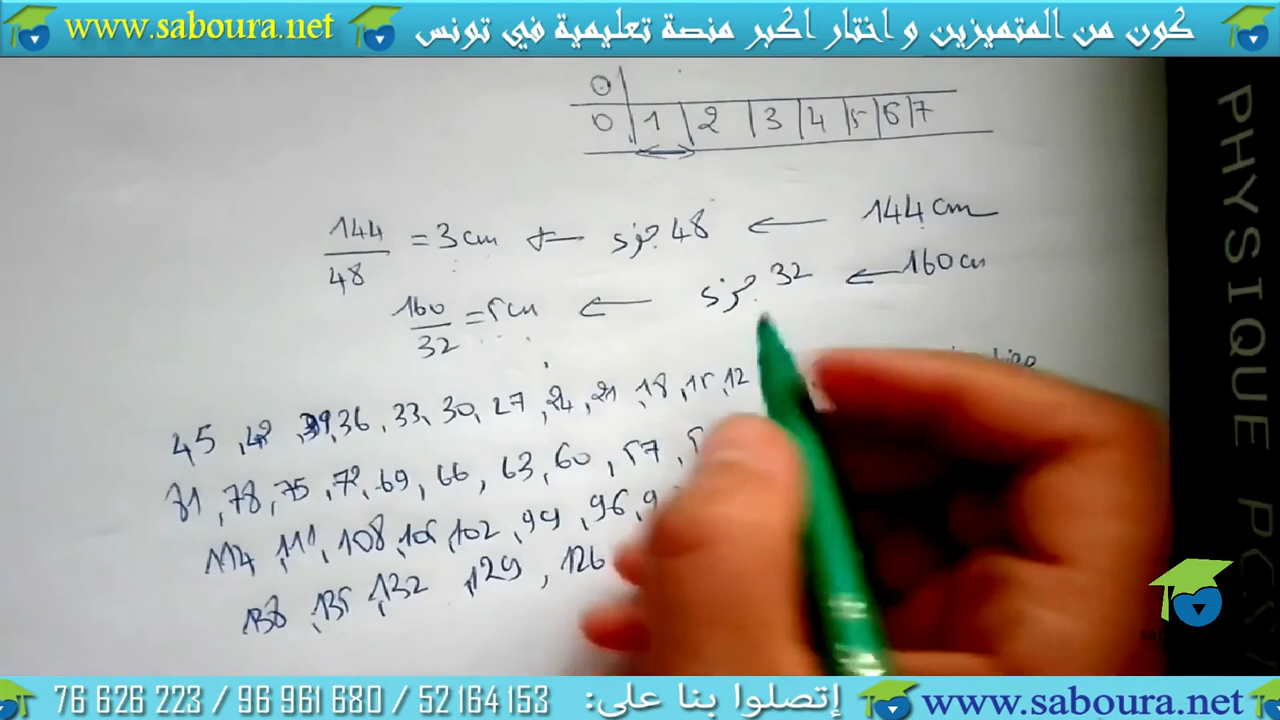 www.saboura.net كون من المتميزين و اختار اكبر منصة تعليمية في تونس
0
0 1 2 3 4 5 6 7
144 cm ← 48 جزء ← 144/48 = 3 cm
160 cm ← 32 جزء ← 160/32 = 5 cm
12, 15, 18, 21, 24, 27, 30, 33, 36, 39, 42, 45
57, 60, 63, 66, 69, 72, 75, 78, 81
96, 99, 102, 105, 108, 111, 114
126, 129, 132, 135, 138
PHYSIQUE
إتصلوا بنا على: 76 626 223 / 96 961 680 / 52 164 153 www.saboura.net